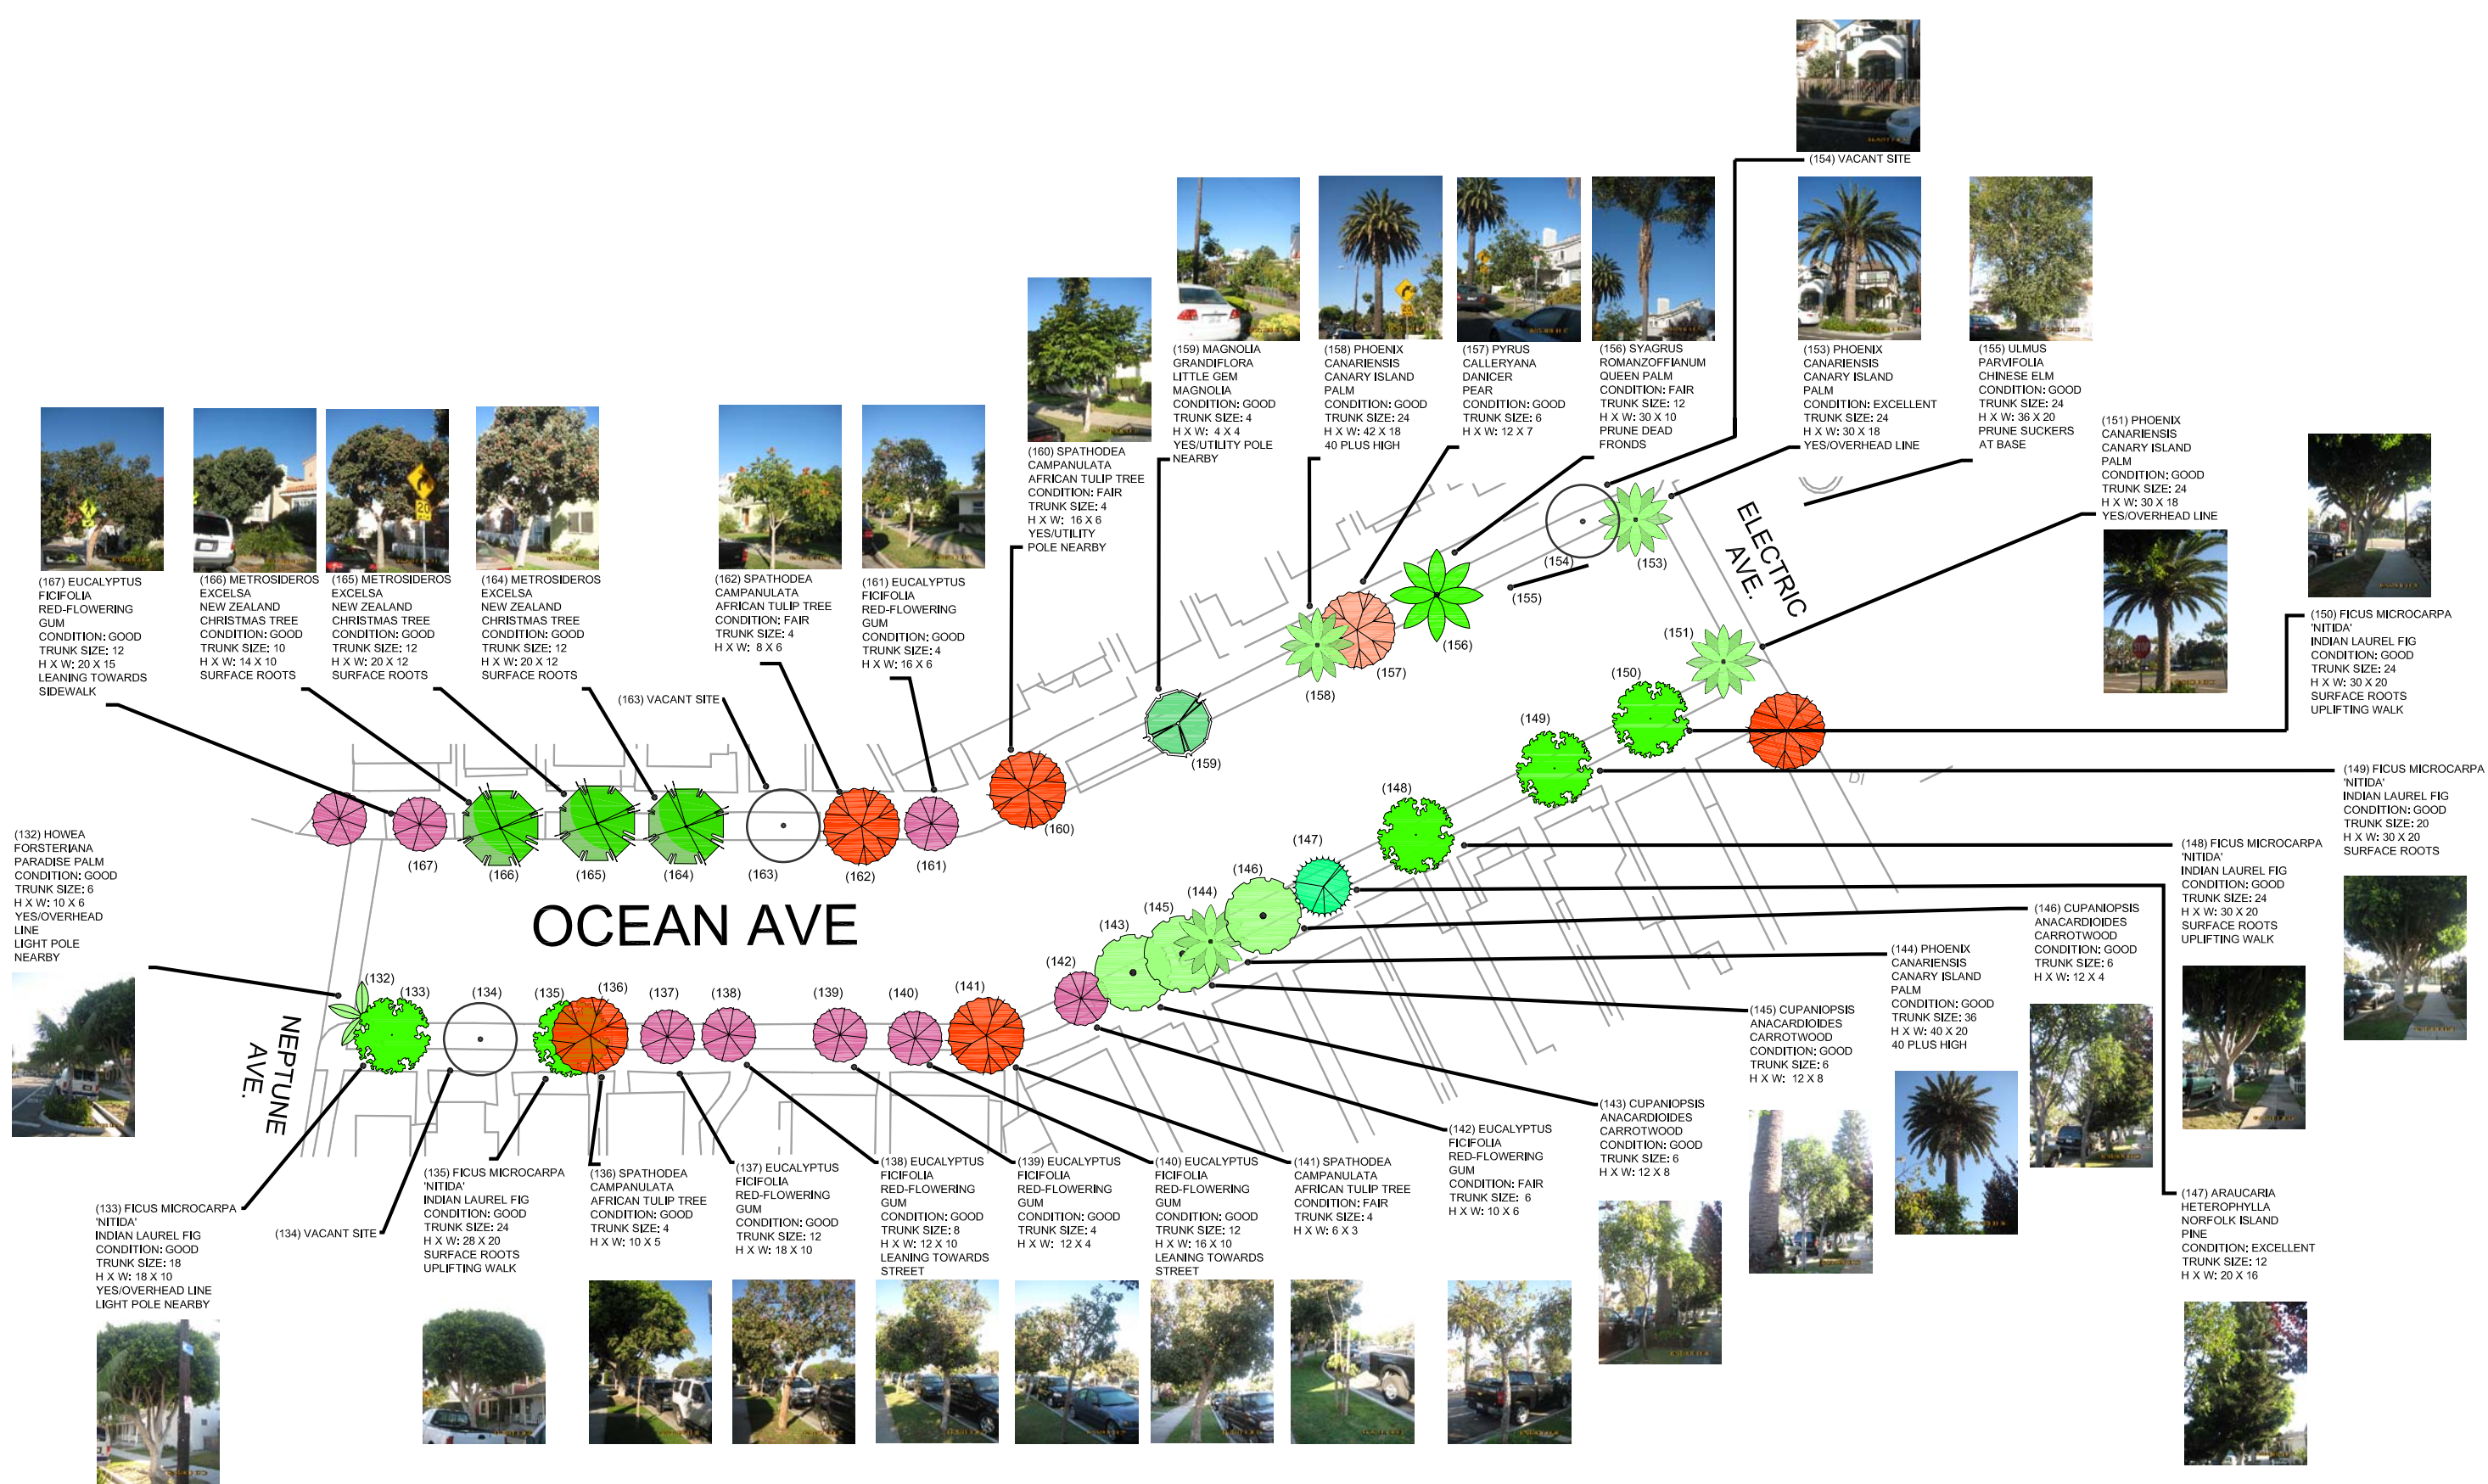 (154) VACANT SITE
(159) MAGNOLIA
GRANDIFLORA
LITTLE GEM
MAGNOLIA
CONDITION: GOOD
TRUNK SIZE: 4
H X W: 4 X 4
YES/UTILITY POLE
NEARBY
(158) PHOENIX
CANARIENSIS
CANARY ISLAND
PALM
CONDITION: GOOD
TRUNK SIZE: 24
H X W: 42 X 18
40 PLUS HIGH
(157) PYRUS
CALLERYANA
DANICER
PEAR
CONDITION: GOOD
TRUNK SIZE: 6
H X W: 12 X 7
(156) SYAGRUS
ROMANZOFFIANUM
QUEEN PALM
CONDITION: FAIR
TRUNK SIZE: 12
H X W: 30 X 10
PRUNE DEAD
FRONDS
(153) PHOENIX
CANARIENSIS
CANARY ISLAND
PALM
CONDITION: EXCELLENT
TRUNK SIZE: 24
H X W: 30 X 18
YES/OVERHEAD LINE
(155) ULMUS
PARVIFOLIA
CHINESE ELM
CONDITION: GOOD
TRUNK SIZE: 24
H X W: 36 X 20
PRUNE SUCKERS
AT BASE
(151) PHOENIX
CANARIENSIS
CANARY ISLAND
PALM
CONDITION: GOOD
TRUNK SIZE: 24
H X W: 30 X 18
YES/OVERHEAD LINE
(160) SPATHODEA
CAMPANULATA
AFRICAN TULIP TREE
CONDITION: FAIR
TRUNK SIZE: 4
H X W: 16 X 6
YES/UTILITY
POLE NEARBY
(167) EUCALYPTUS
FICIFOLIA
RED-FLOWERING
GUM
CONDITION: GOOD
TRUNK SIZE: 12
H X W: 20 X 15
LEANING TOWARDS
SIDEWALK
(166) METROSIDEROS
EXCELSA
NEW ZEALAND
CHRISTMAS TREE
CONDITION: GOOD
TRUNK SIZE: 10
H X W: 14 X 10
SURFACE ROOTS
20
(165) METROSIDEROS
EXCELSA
NEW ZEALAND
CHRISTMAS TREE
CONDITION: GOOD
TRUNK SIZE: 12
H X W: 20 X 12
SURFACE ROOTS
(164) METROSIDEROS
EXCELSA
NEW ZEALAND
CHRISTMAS TREE
CONDITION: GOOD
TRUNK SIZE: 12
H X W: 20 X 12
SURFACE ROOTS
(163) VACANT SITE
(162) SPATHODEA
CAMPANULATA
AFRICAN TULIP TREE
CONDITION: FAIR
TRUNK SIZE: 4
H X W: 8 X 6
(161) EUCALYPTUS
FICIFOLIA
RED-FLOWERING
GUM
CONDITION: GOOD
TRUNK SIZE: 4
H X W: 16 X 6
(150) FICUS MICROCARPA
'NITIDA'
INDIAN LAUREL FIG
CONDITION: GOOD
TRUNK SIZE: 24
H X W: 30 X 20
SURFACE ROOTS
UPLIFTING WALK
(149) FICUS MICROCARPA
'NITIDA'
INDIAN LAUREL FIG
CONDITION: GOOD
TRUNK SIZE: 20
H X W: 30 X 20
SURFACE ROOTS
(148) FICUS MICROCARPA
'NITIDA'
INDIAN LAUREL FIG
CONDITION: GOOD
TRUNK SIZE: 24
H X W: 30 X 20
SURFACE ROOTS
UPLIFTING WALK
ELECTRIC
AVE.
(154)
(153)
(155)
(156)
(157)
(158)
(151)
(150)
(149)
(148)
(159)
(160)
(161)
(162)
(163)
(164)
(165)
(166)
(167)
DI
OCEAN AVE
(147)
(146)
(144)
(145)
(143)
(142)
(141)
(140)
(139)
(138)
(137)
(136)
(135)
(134)
(133)
(132)
NEPTUNE
AVE.
(132) HOWEA
FORSTERIANA
PARADISE PALM
CONDITION: GOOD
TRUNK SIZE: 6
H X W: 10 X 6
YES/OVERHEAD
LINE
LIGHT POLE
NEARBY
(146) CUPANIOPSIS
ANACARDIOIDES
CARROTWOOD
CONDITION: GOOD
TRUNK SIZE: 6
H X W: 12 X 4
(144) PHOENIX
CANARIENSIS
CANARY ISLAND
PALM
CONDITION: GOOD
TRUNK SIZE: 36
H X W: 40 X 20
40 PLUS HIGH
(145) CUPANIOPSIS
ANACARDIOIDES
CARROTWOOD
CONDITION: GOOD
TRUNK SIZE: 6
H X W: 12 X 8
(143) CUPANIOPSIS
ANACARDIOIDES
CARROTWOOD
CONDITION: GOOD
TRUNK SIZE: 6
H X W: 12 X 8
(142) EUCALYPTUS
FICIFOLIA
RED-FLOWERING
GUM
CONDITION: FAIR
TRUNK SIZE: 6
H X W: 10 X 6
(147) ARAUCARIA
HETEROPHYLLA
NORFOLK ISLAND
PINE
CONDITION: EXCELLENT
TRUNK SIZE: 12
H X W: 20 X 16
(133) FICUS MICROCARPA
'NITIDA'
INDIAN LAUREL FIG
CONDITION: GOOD
TRUNK SIZE: 18
H X W: 18 X 10
YES/OVERHEAD LINE
LIGHT POLE NEARBY
(134) VACANT SITE
(135) FICUS MICROCARPA
'NITIDA'
INDIAN LAUREL FIG
CONDITION: GOOD
TRUNK SIZE: 24
H X W: 28 X 20
SURFACE ROOTS
UPLIFTING WALK
(136) SPATHODEA
CAMPANULATA
AFRICAN TULIP TREE
CONDITION: GOOD
TRUNK SIZE: 4
H X W: 10 X 5
(137) EUCALYPTUS
FICIFOLIA
RED-FLOWERING
GUM
CONDITION: GOOD
TRUNK SIZE: 12
H X W: 18 X 10
(138) EUCALYPTUS
FICIFOLIA
RED-FLOWERING
GUM
CONDITION: GOOD
TRUNK SIZE: 8
H X W: 12 X 10
LEANING TOWARDS
STREET
(139) EUCALYPTUS
FICIFOLIA
RED-FLOWERING
GUM
CONDITION: GOOD
TRUNK SIZE: 4
H X W: 12 X 4
(140) EUCALYPTUS
FICIFOLIA
RED-FLOWERING
GUM
CONDITION: GOOD
TRUNK SIZE: 12
H X W: 16 X 10
LEANING TOWARDS
STREET
(141) SPATHODEA
CAMPANULATA
AFRICAN TULIP TREE
CONDITION: FAIR
TRUNK SIZE: 4
H X W: 6 X 3